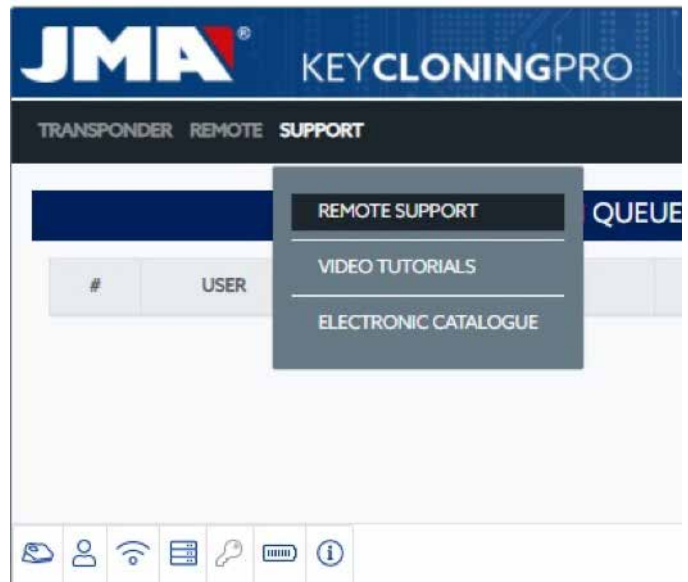 JMA®
KEYCLONINGPRO
TRANSPONDER REMOTE SUPPORT
REMOTE SUPPORT
QUEUE
# USER
VIDEO TUTORIALS
ELECTRONIC CATALOGUE